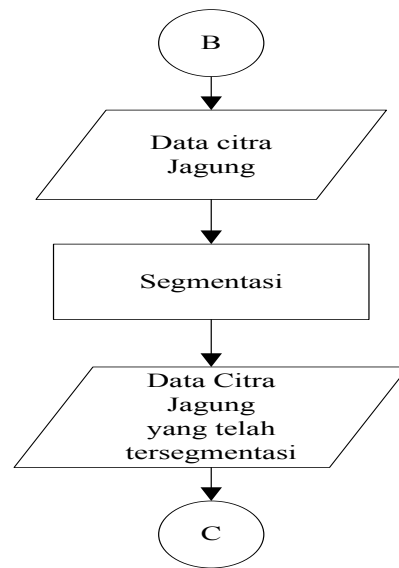 B
Data citra
Jagung
Segmentasi
Data Citra
Jagung
yang telah
tersegmentasi
C